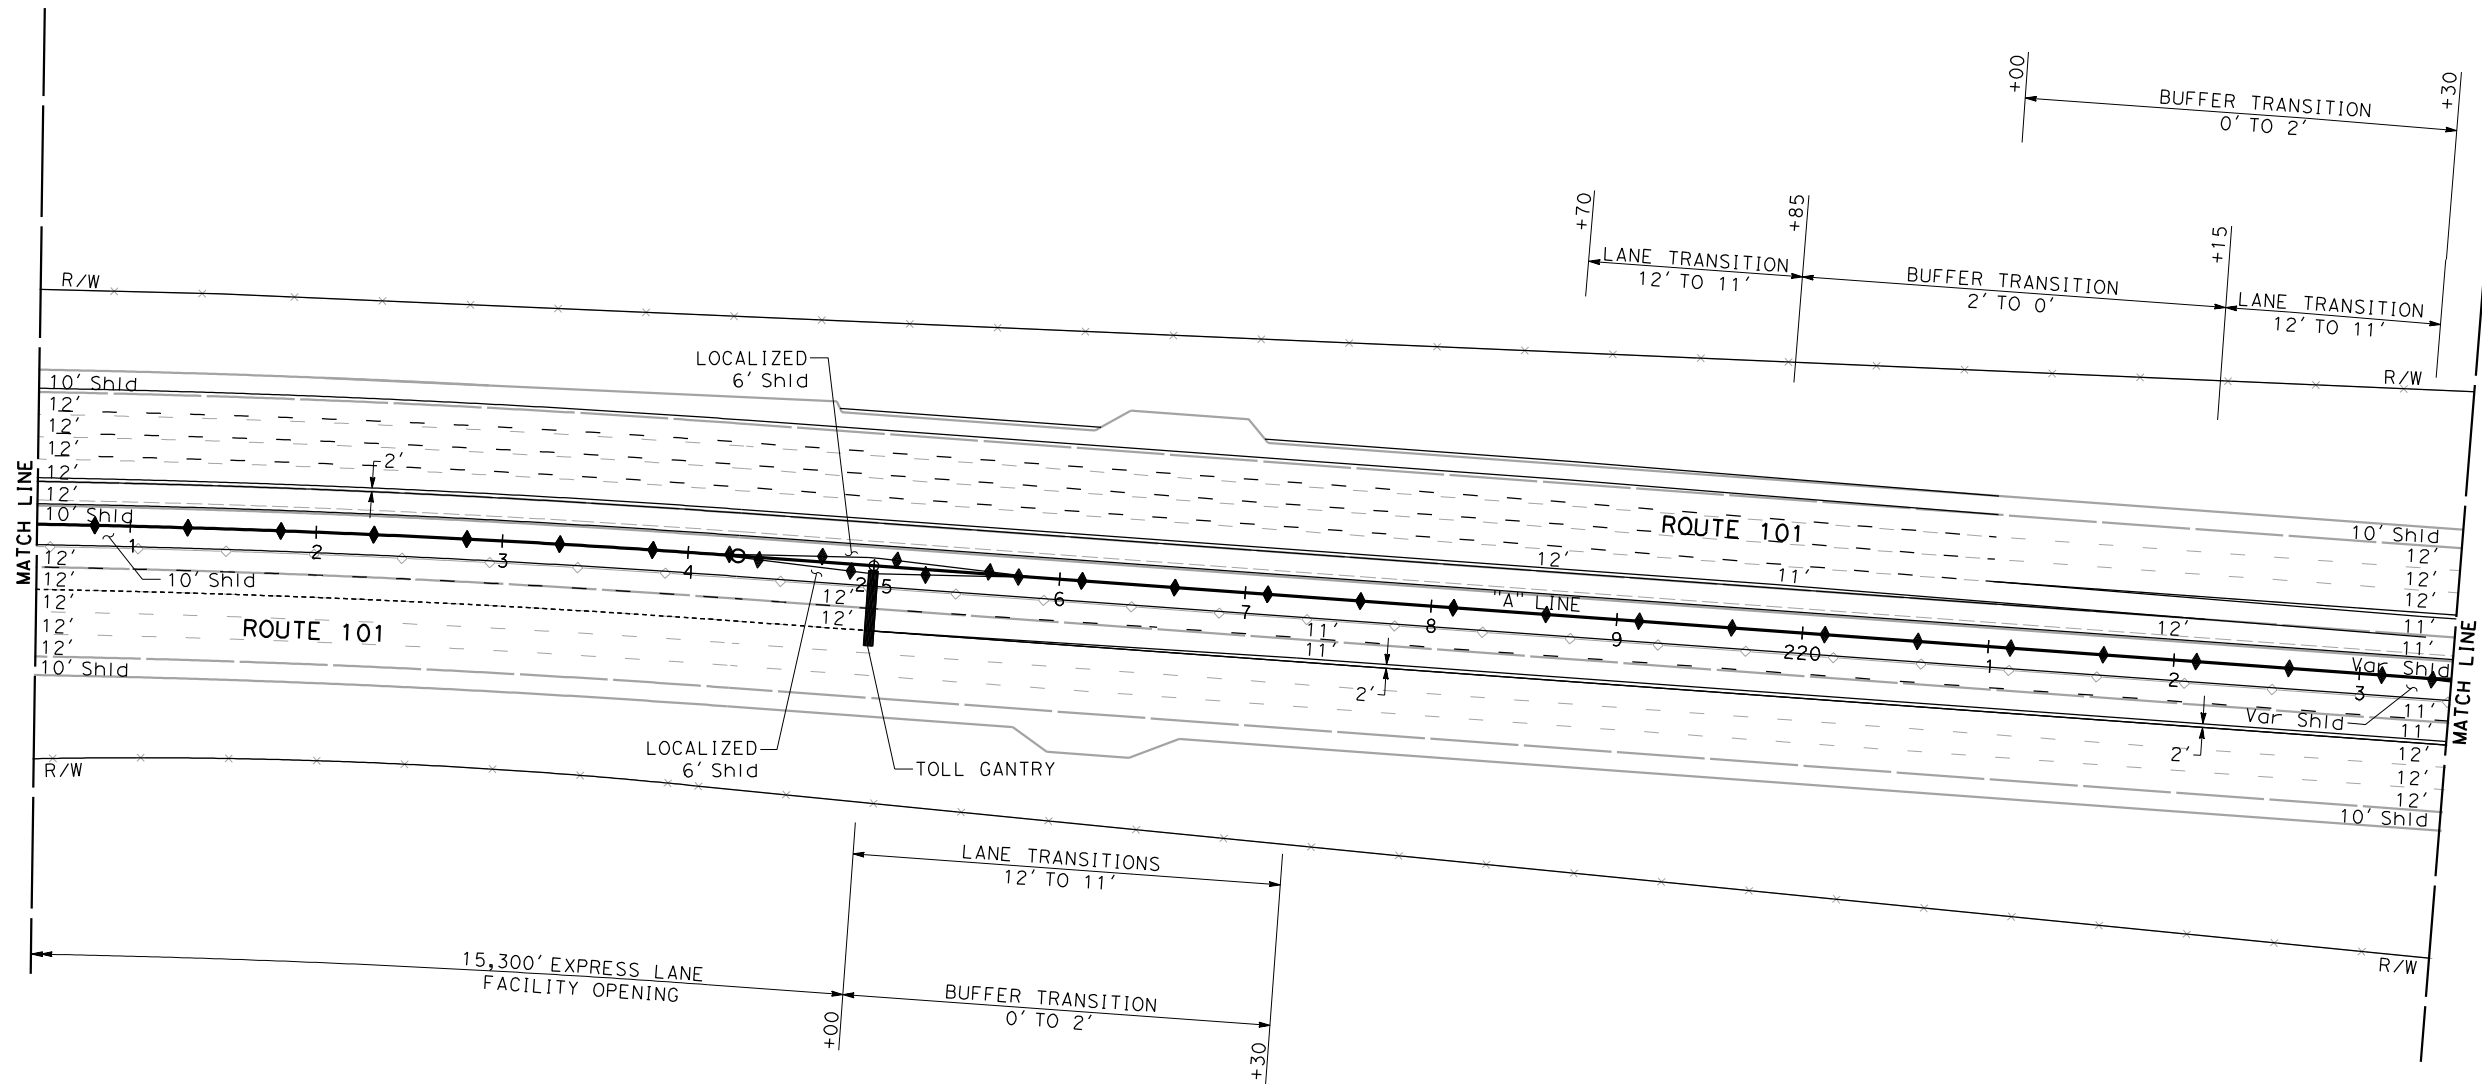 +00
+30
BUFFER TRANSITION
0' TO 2'
+70
+85
+15
LANE TRANSITION
12' TO 11'
BUFFER TRANSITION
2' TO 0'
LANE TRANSITION
12' TO 11'
R/W
R/W
LOCALIZED
6' Shld
10' Shld
12'
12'
12'
12'
12'
10' Shld
2'
MATCH LINE
1
2
3
4
215
6
7
8
9
220
1
2
3
10' Shld
12'
12'
12'
12'
12'
10' Shld
ROUTE 101
12'
12'
ROUTE 101
12'
11'
"A" LINE
11'
11'
2'
12'
10' Shld
12'
12'
12'
11'
11'
Var Shld
MATCH LINE
Var Shld
11'
11'
12'
12'
12'
10' Shld
2'
LOCALIZED
6' Shld
TOLL GANTRY
R/W
R/W
LANE TRANSITIONS
12' TO 11'
15,300' EXPRESS LANE
FACILITY OPENING
BUFFER TRANSITION
0' TO 2'
+00
+30